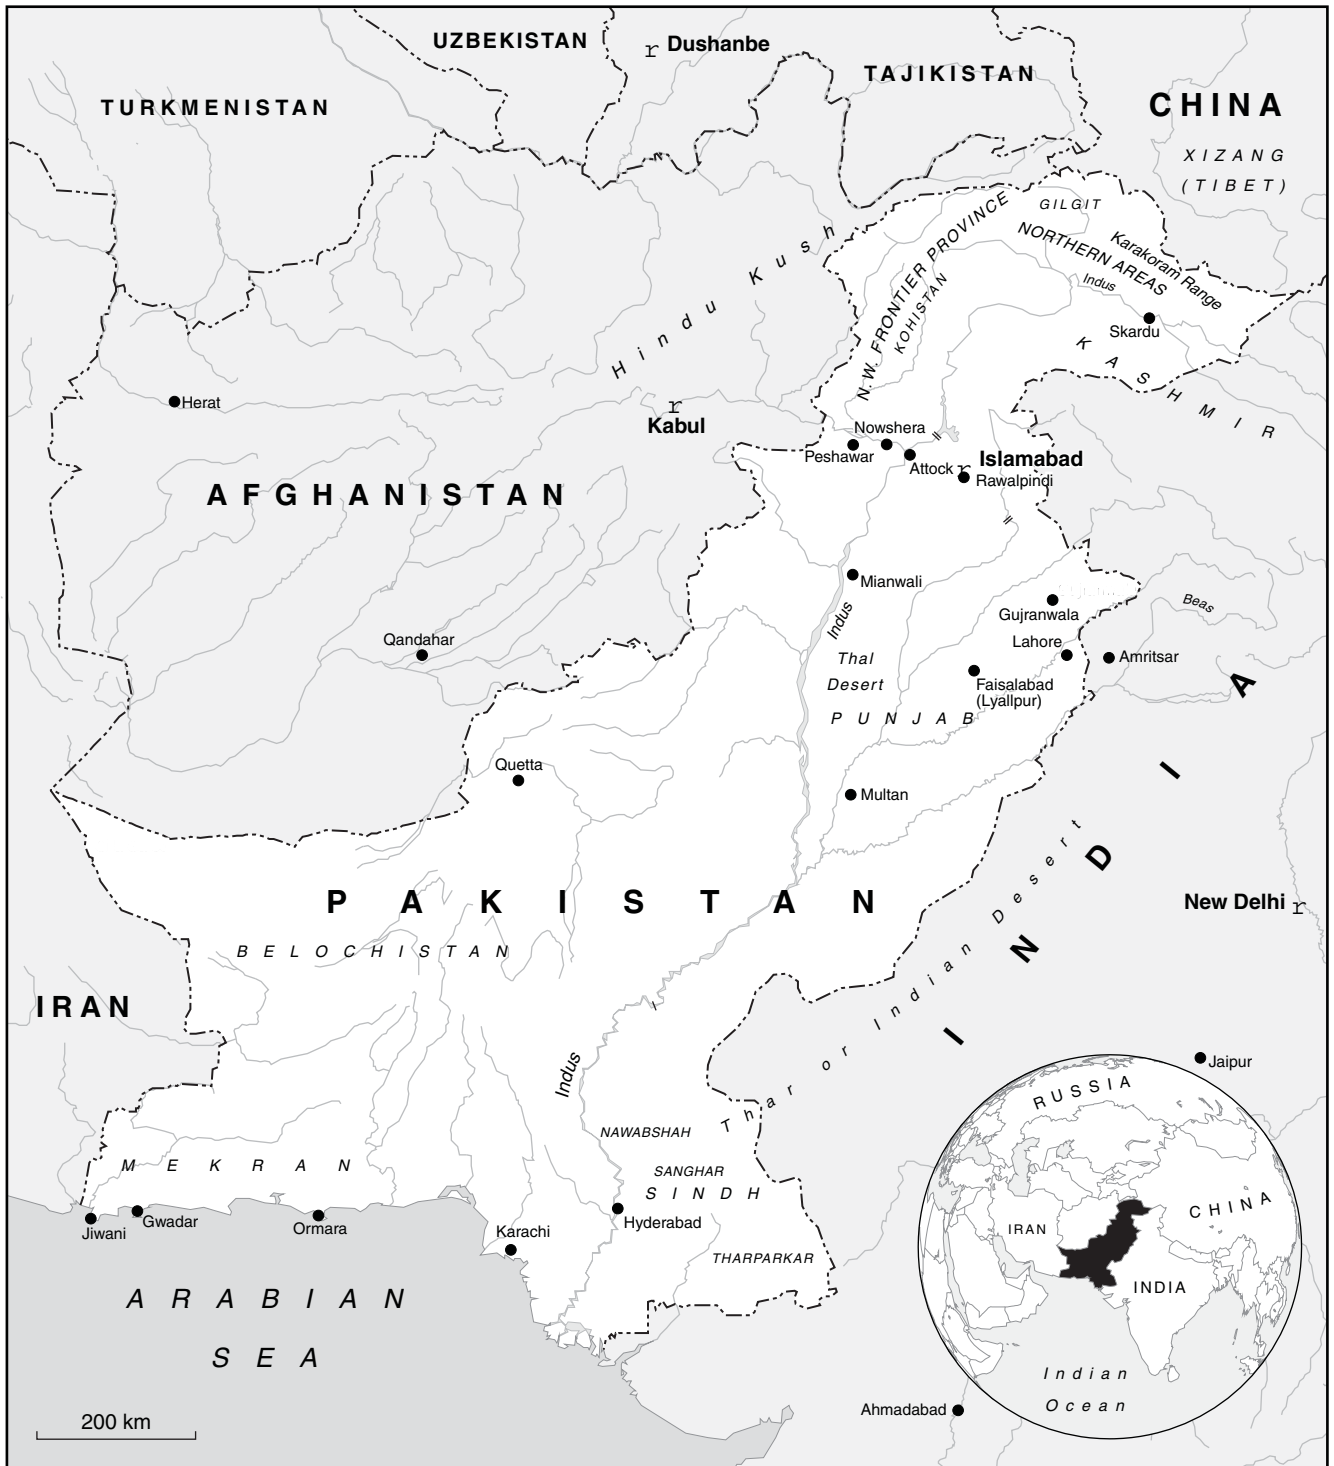 UZBEKISTAN
r Dushanbe
TAJIKISTAN
TURKMENISTAN
CHINA
XIZANG
(TIBET)
GILGIT
N.W. FRONTIER PROVINCE
NORTHERN AREAS
Karakoram Range
KOHISTAN
Indus
Skardu
KASHMIR
Hindu Kush
Herat
r
Kabul
Nowshera
Peshawar
Attock
r
Islamabad
Rawalpindi
AFGHANISTAN
Mianwali
Indus
Gujranwala
Beas
Qandahar
Lahore
Amritsar
Thal
Desert
Faisalabad
(Lyallpur)
PUNJAB
Quetta
Multan
INDIA
PAKISTAN
New Delhi r
BELOCHISTAN
Thar or Indian Desert
IRAN
Indus
Jaipur
RUSSIA
NAWABSHAH
MEKRAN
SANGHAR
SINDH
CHINA
Jiwani
Gwadar
Ormara
Karachi
Hyderabad
IRAN
THARPARKAR
INDIA
ARABIAN
SEA
Indian
Ocean
Ahmadabad
200 km